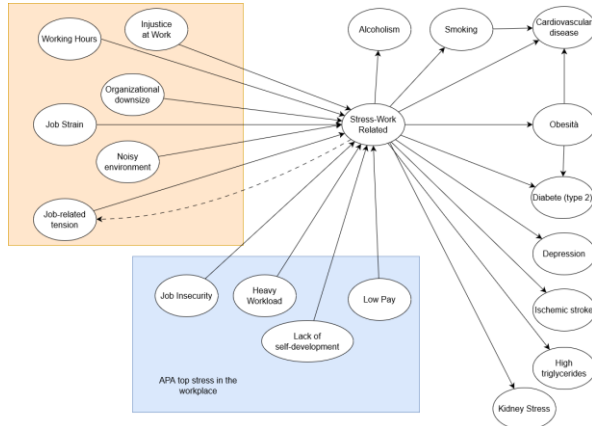 Injustice
at Work
Working Hours
Alcoholism
Smoking
Cardiovascular
disease
Organizational
downsize
Job Strain
Stress-Work
Related
Obesità
Noisy
environment
Diabete (type 2)
Job-related
tension
Depression
Job Insecurity
Heavy
Workload
Low Pay
Ischemic stroke
Lack of
self-development
High
triglycerides
APA top stress in the
workplace
Kidney Stress